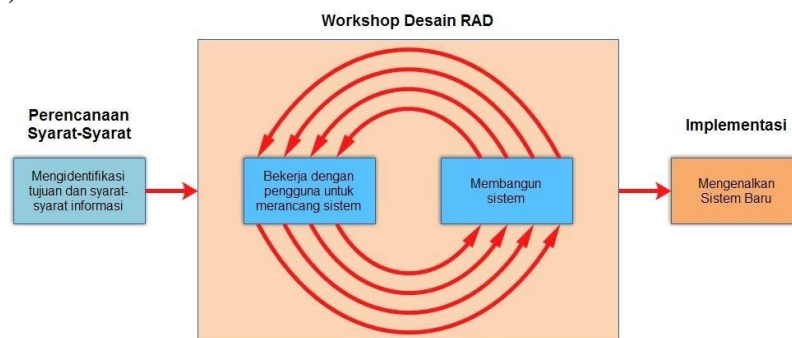 )
Workshop Desain RAD
Perencanaan
Syarat-Syarat
Mengidentifikasi
tujuan dan syarat-
syarat informasi
Bekerja dengan
pengguna untuk
merancang sistem
Membangun
sistem
Implementasi
Mengenalkan
Sistem Baru